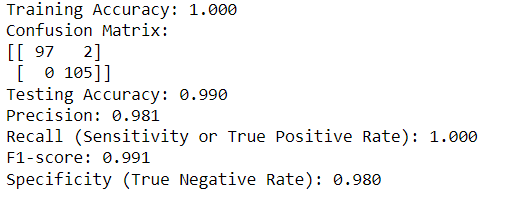 Training Accuracy: 1.000
Confusion Matrix:
[[ 97   2]
 [  0 105]]
Testing Accuracy: 0.990
Precision: 0.981
Recall (Sensitivity or True Positive Rate): 1.000
F1-score: 0.991
Specificity (True Negative Rate): 0.980